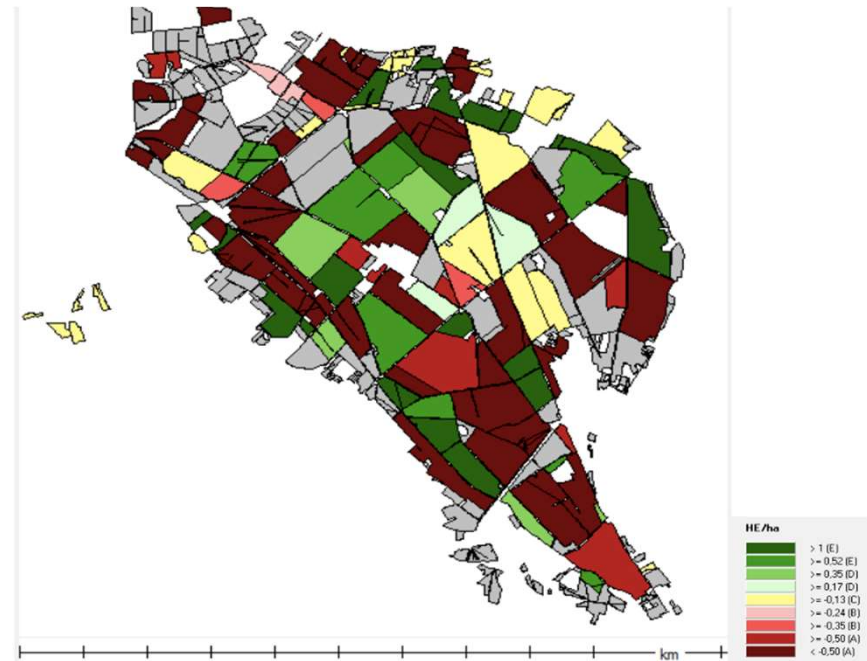 km
HE/ha
> 1 (E)
>= 0,52 (E)
>= 0,35 (D)
>= 0,17 (D)
>= -0,13 (C)
>= -0,24 (B)
>= -0,35 (B)
>= -0,50 (A)
< -0,50 (A)